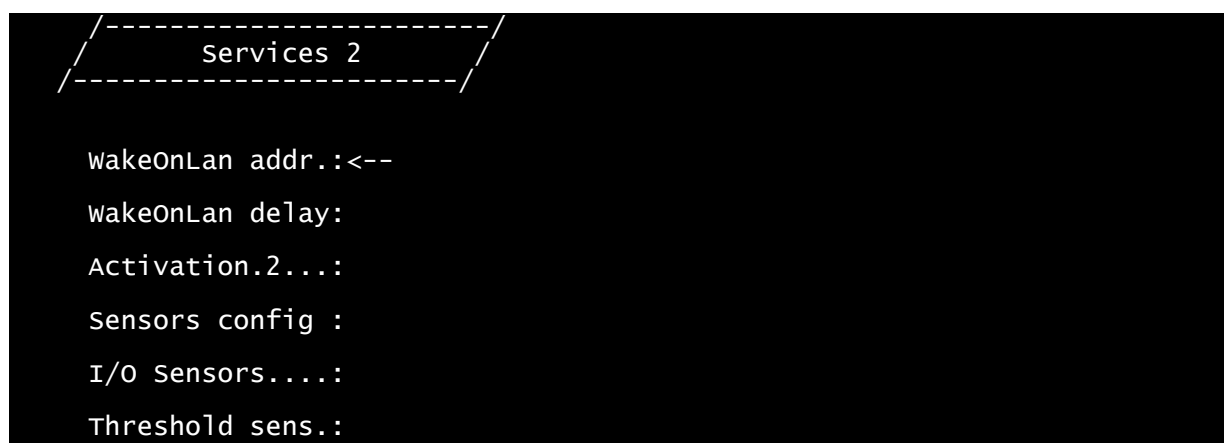 /------------------------/
/       Services 2       /
/------------------------/
WakeOnLan addr.:<--
WakeOnLan delay:
Activation.2...:
Sensors config :
I/O Sensors....:
Threshold sens.: